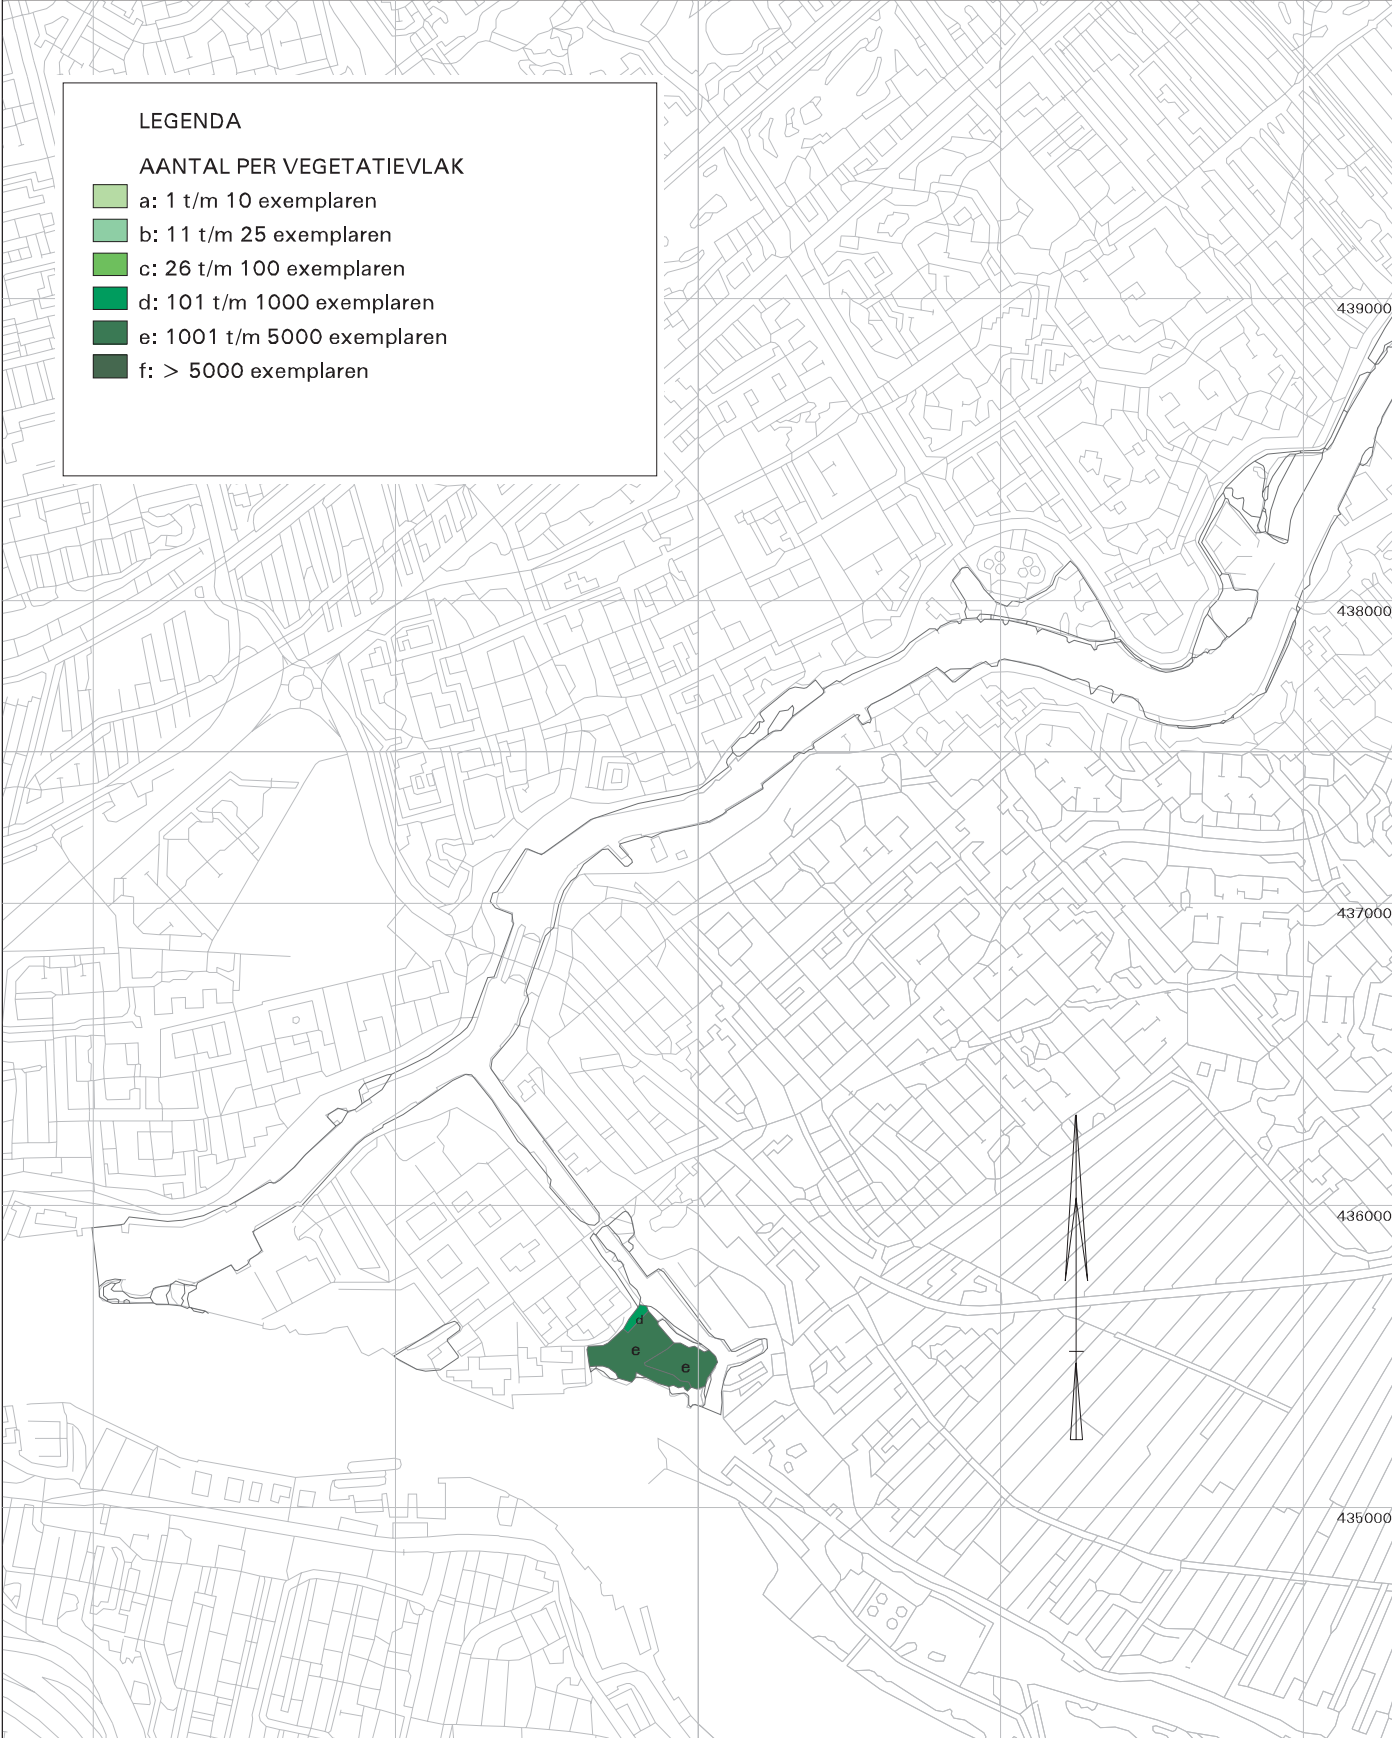 LEGENDA
AANTAL PER VEGETATIEVLAK
a: 1 t/m 10 exemplaren
b: 11 t/m 25 exemplaren
c: 26 t/m 100 exemplaren
d: 101 t/m 1000 exemplaren
e: 1001 t/m 5000 exemplaren
f: > 5000 exemplaren
439000
438000
437000
436000
d
e
e
435000